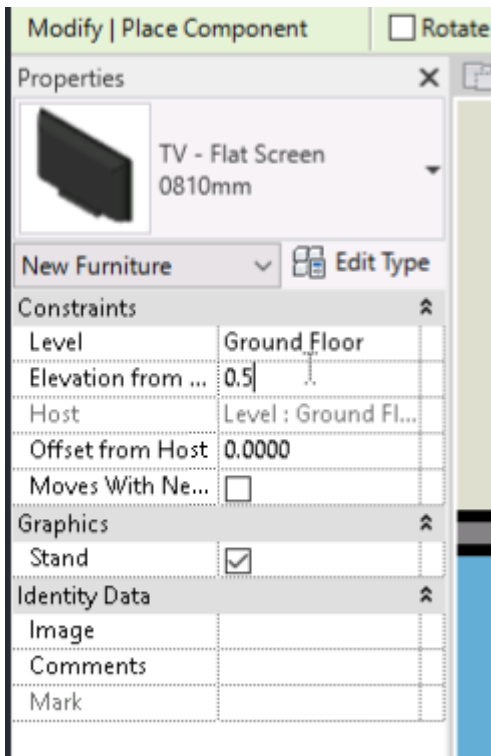 Modify | Place Component Rotate
Properties
TV - Flat Screen
0810mm
New Furniture Edit Type
Constraints
Level Ground Floor
Elevation from ... 0.5
Host Level : Ground Fl...
Offset from Host 0.0000
Moves With Ne...
Graphics
Stand
Identity Data
Image
Comments
Mark